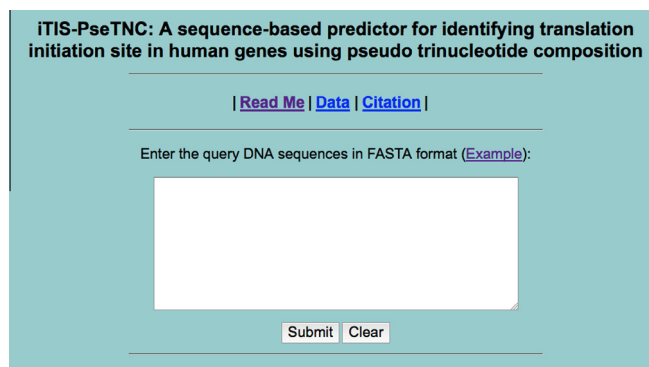 iTIS-PseTNC: A sequence-based predictor for identifying translation
initiation site in human genes using pseudo trinucleotide composition
| Read Me | Data | Citation |
Enter the query DNA sequences in FASTA format (Example):
Submit Clear